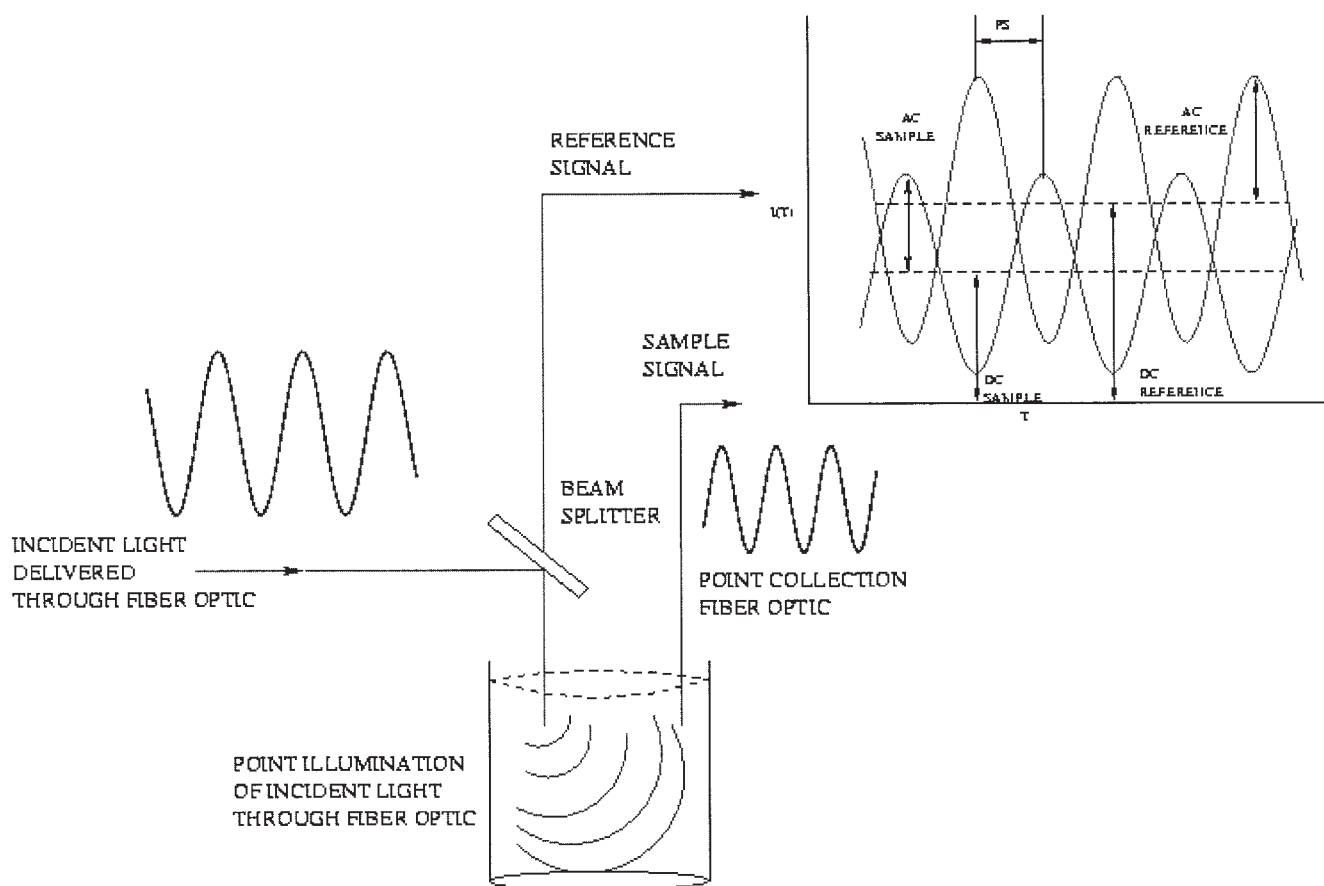 PS
AC
SAMPLE
AC
REFERENCE
REFERENCE
SIGNAL
I(T)
SAMPLE
SIGNAL
DC
SAMPLE
DC
REFERENCE
T
BEAM
SPLITTER
INCIDENT LIGHT
DELIVERED
THROUGH FIBER OPTIC
POINT COLLECTION
FIBER OPTIC
POINT ILLUMINATION
OF INCIDENT LIGHT
THROUGH FIBER OPTIC